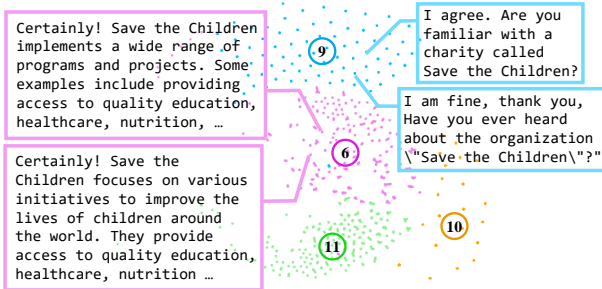 Certainly! Save the Children
implements a wide range of
programs and projects. Some
examples include providing
access to quality education,
healthcare, nutrition, …
Certainly! Save the
Children focuses on various
initiatives to improve the
lives of children around
the world. They provide
access to quality education,
healthcare, nutrition …
9
6
11
10
I agree. Are you
familiar with a
charity called
Save the Children?
I am fine, thank you,
Have you ever heard
about the organization
\"Save the Children\"?"